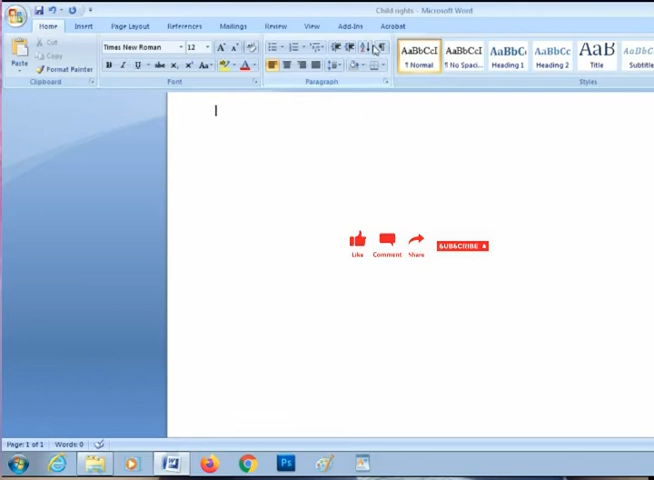 Child rights - Microsoft Word
Home Insert Page Layout References Mailings Review View Add-Ins Acrobat
Paste
Cut
Copy
Format Painter
Clipboard
Times New Roman 12
Font
Paragraph
AaBbCcI AaBbCcI AaBbC AaBbCc AaB AaBbCc
¶ Normal ¶ No Spaci... Heading 1 Heading 2 Title Subtitle
Styles
Like Comment Share SUBSCRIBE
Page: 1 of 1 Words: 0
Ps